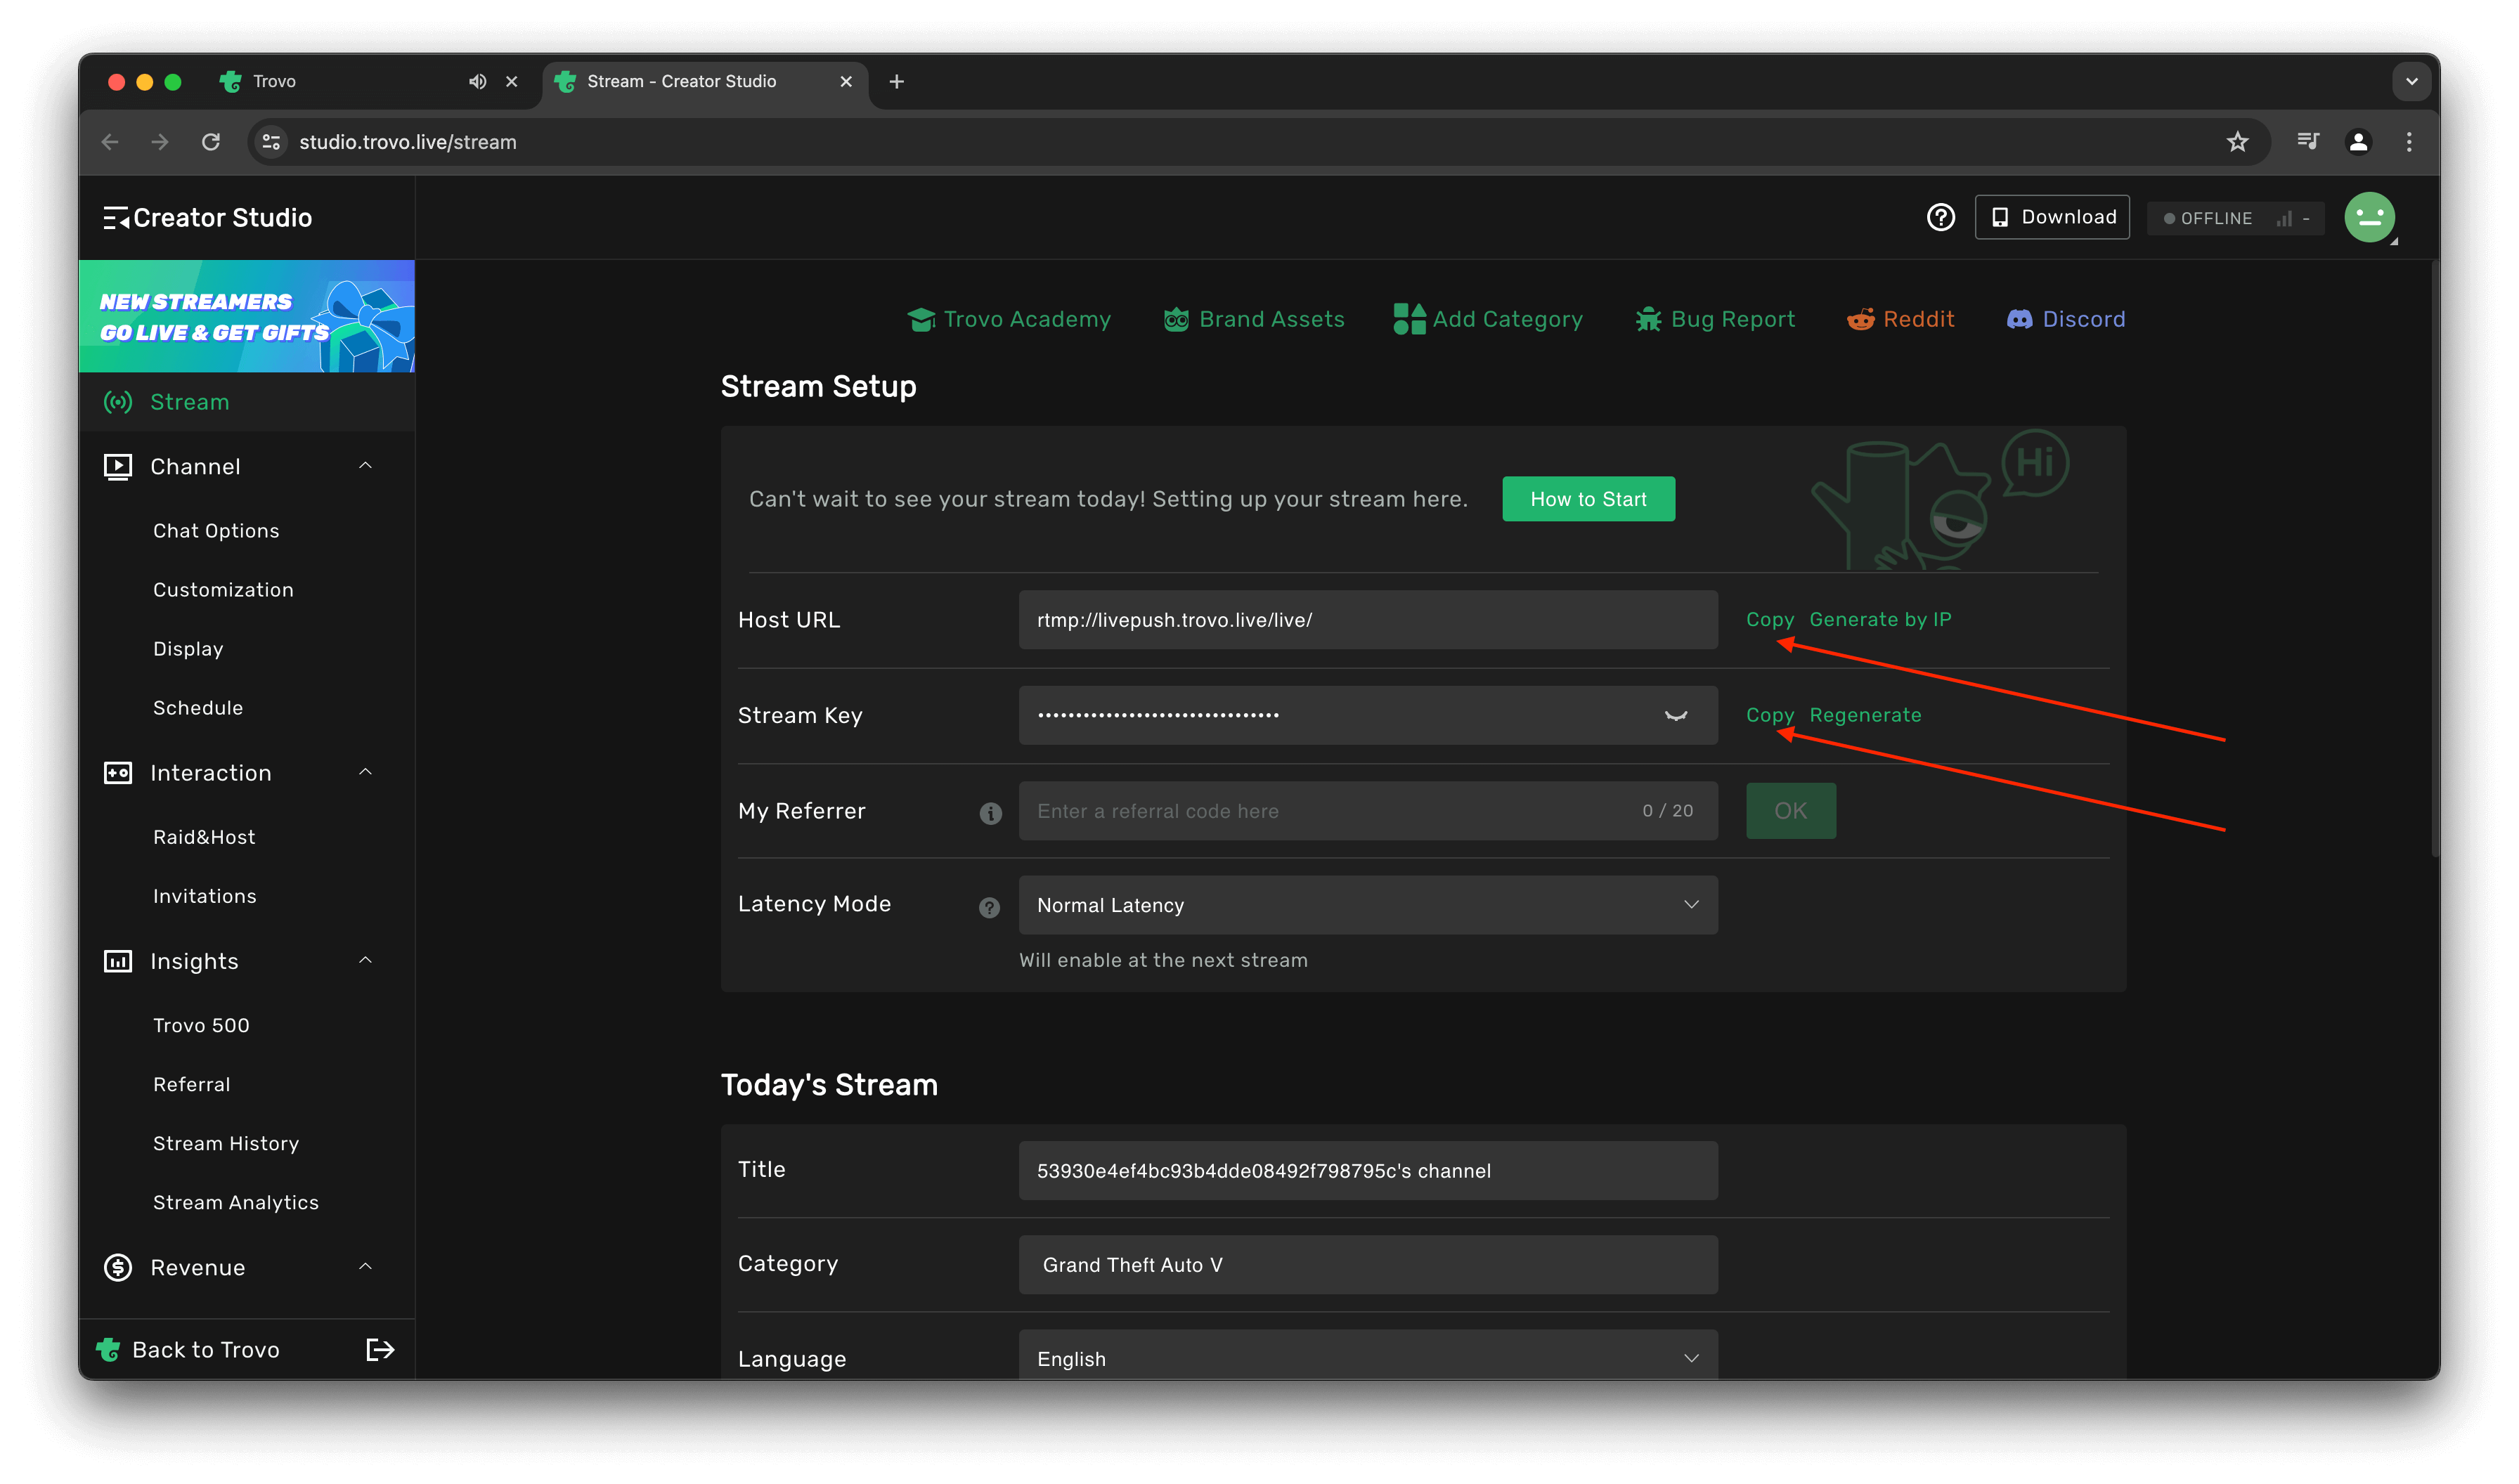 Trovo
Stream - Creator Studio
studio.trovo.live/stream
Creator Studio
Download
OFFLINE
-
NEW STREAMERS
GO LIVE & GET GIFTS
Stream
Channel
Chat Options
Customization
Display
Schedule
Interaction
Raid&Host
Invitations
Insights
Trovo 500
Referral
Stream History
Stream Analytics
Revenue
Back to Trovo
Trovo Academy
Brand Assets
Add Category
Bug Report
Reddit
Discord
Stream Setup
Can't wait to see your stream today! Setting up your stream here.
How to Start
Hi
Host URL
rtmp://livepush.trovo.live/live/
Copy Generate by IP
Stream Key
••••••••••••••••••••••••••••••••
Copy Regenerate
My Referrer
Enter a referral code here
0 / 20
OK
Latency Mode
Normal Latency
Will enable at the next stream
Today's Stream
Title
53930e4ef4bc93b4dde08492f798795c's channel
Category
Grand Theft Auto V
Language
English